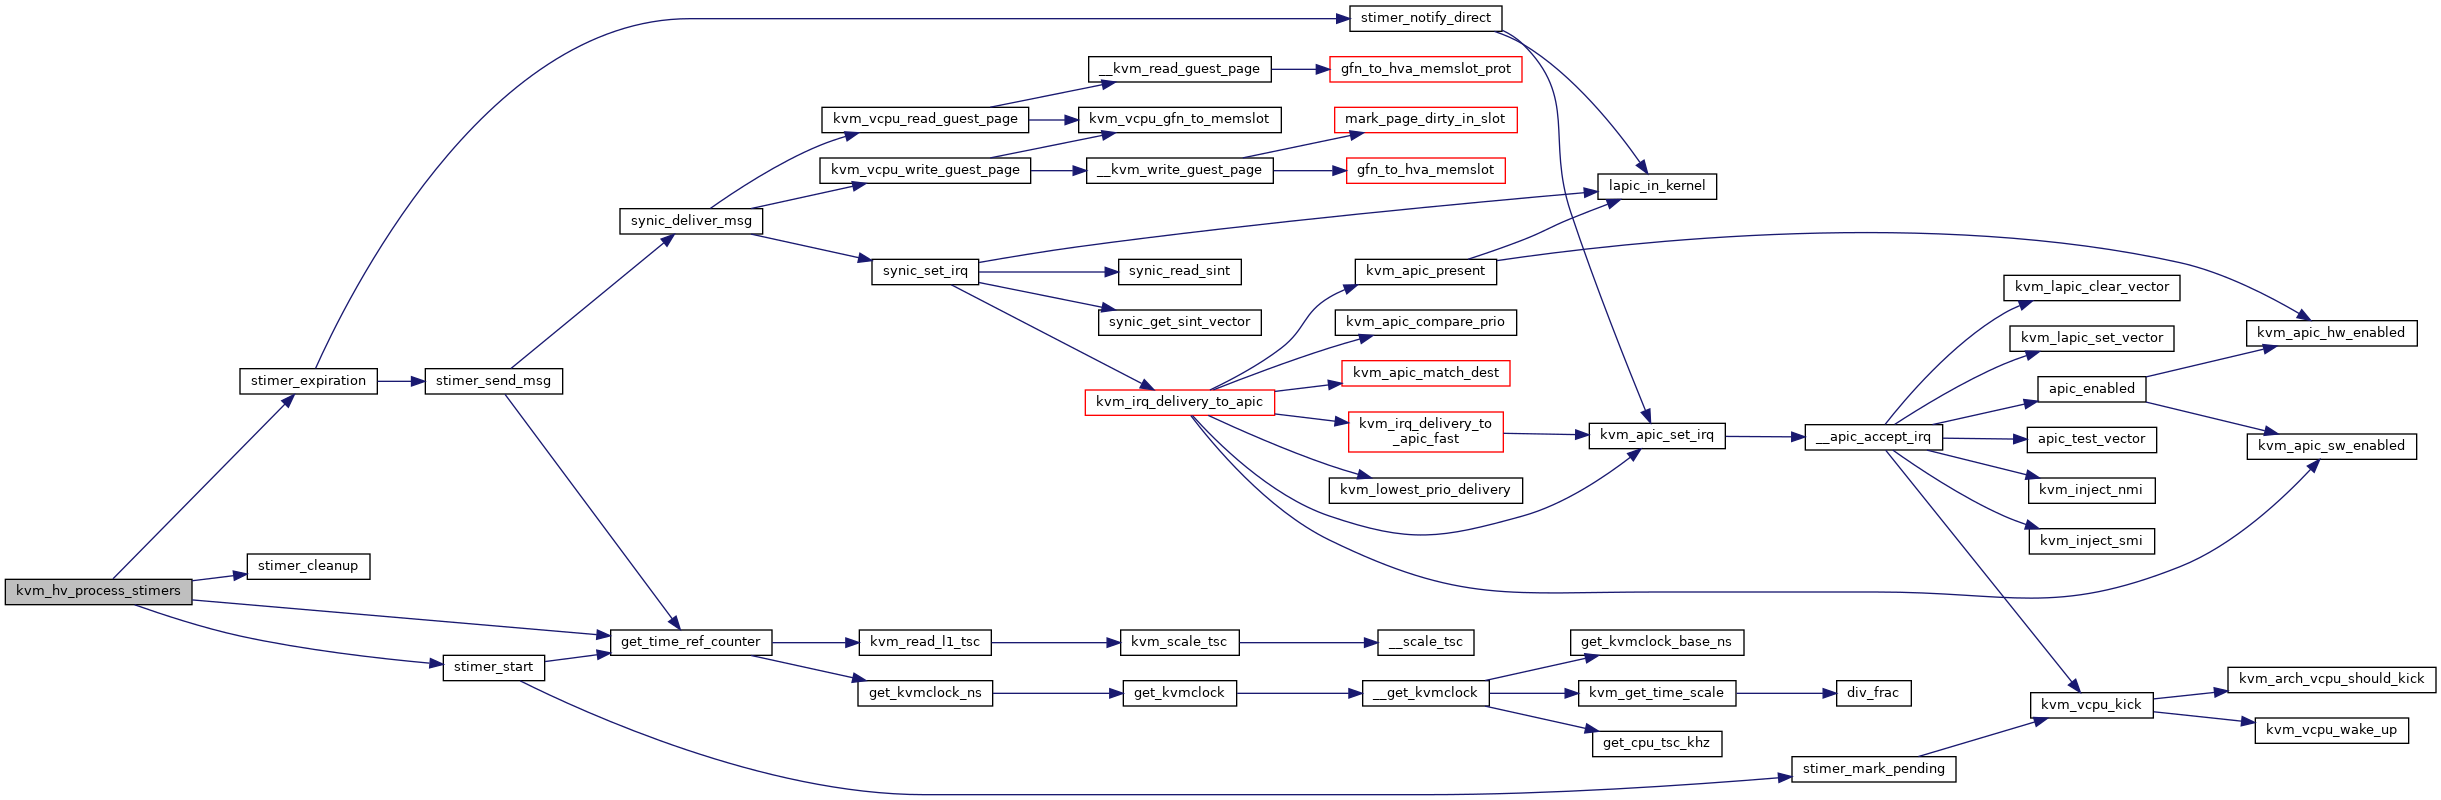 stimer_notify_direct
__kvm_read_guest_page
gfn_to_hva_memslot_prot
kvm_vcpu_read_guest_page
kvm_vcpu_gfn_to_memslot
mark_page_dirty_in_slot
kvm_vcpu_write_guest_page
__kvm_write_guest_page
gfn_to_hva_memslot
lapic_in_kernel
synic_deliver_msg
synic_set_irq
synic_read_sint
kvm_apic_present
kvm_lapic_clear_vector
synic_get_sint_vector
kvm_apic_compare_prio
kvm_lapic_set_vector
kvm_apic_hw_enabled
stimer_expiration
stimer_send_msg
kvm_apic_match_dest
apic_enabled
kvm_irq_delivery_to_apic
kvm_irq_delivery_to
_apic_fast
kvm_apic_set_irq
__apic_accept_irq
apic_test_vector
kvm_apic_sw_enabled
kvm_lowest_prio_delivery
kvm_inject_nmi
kvm_inject_smi
stimer_cleanup
kvm_hv_process_stimers
get_time_ref_counter
kvm_read_l1_tsc
kvm_scale_tsc
__scale_tsc
get_kvmclock_base_ns
stimer_start
get_kvmclock_ns
get_kvmclock
__get_kvmclock
kvm_get_time_scale
div_frac
kvm_arch_vcpu_should_kick
kvm_vcpu_kick
kvm_vcpu_wake_up
get_cpu_tsc_khz
stimer_mark_pending